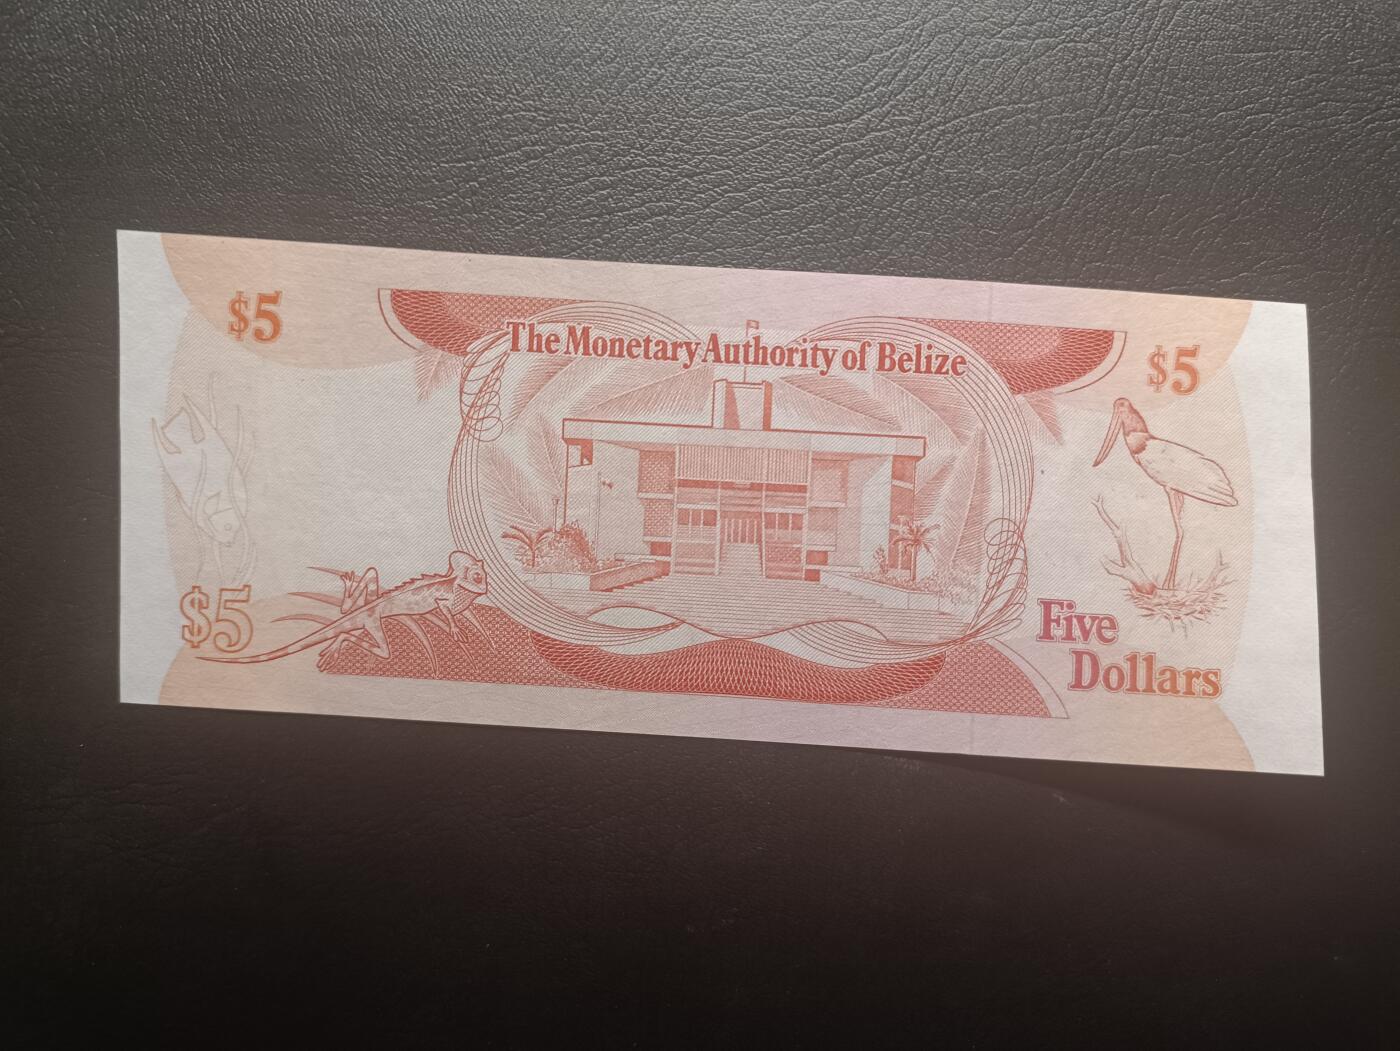 $5
The Monetary Authority of Belize
$5
$5
Five
Dollars